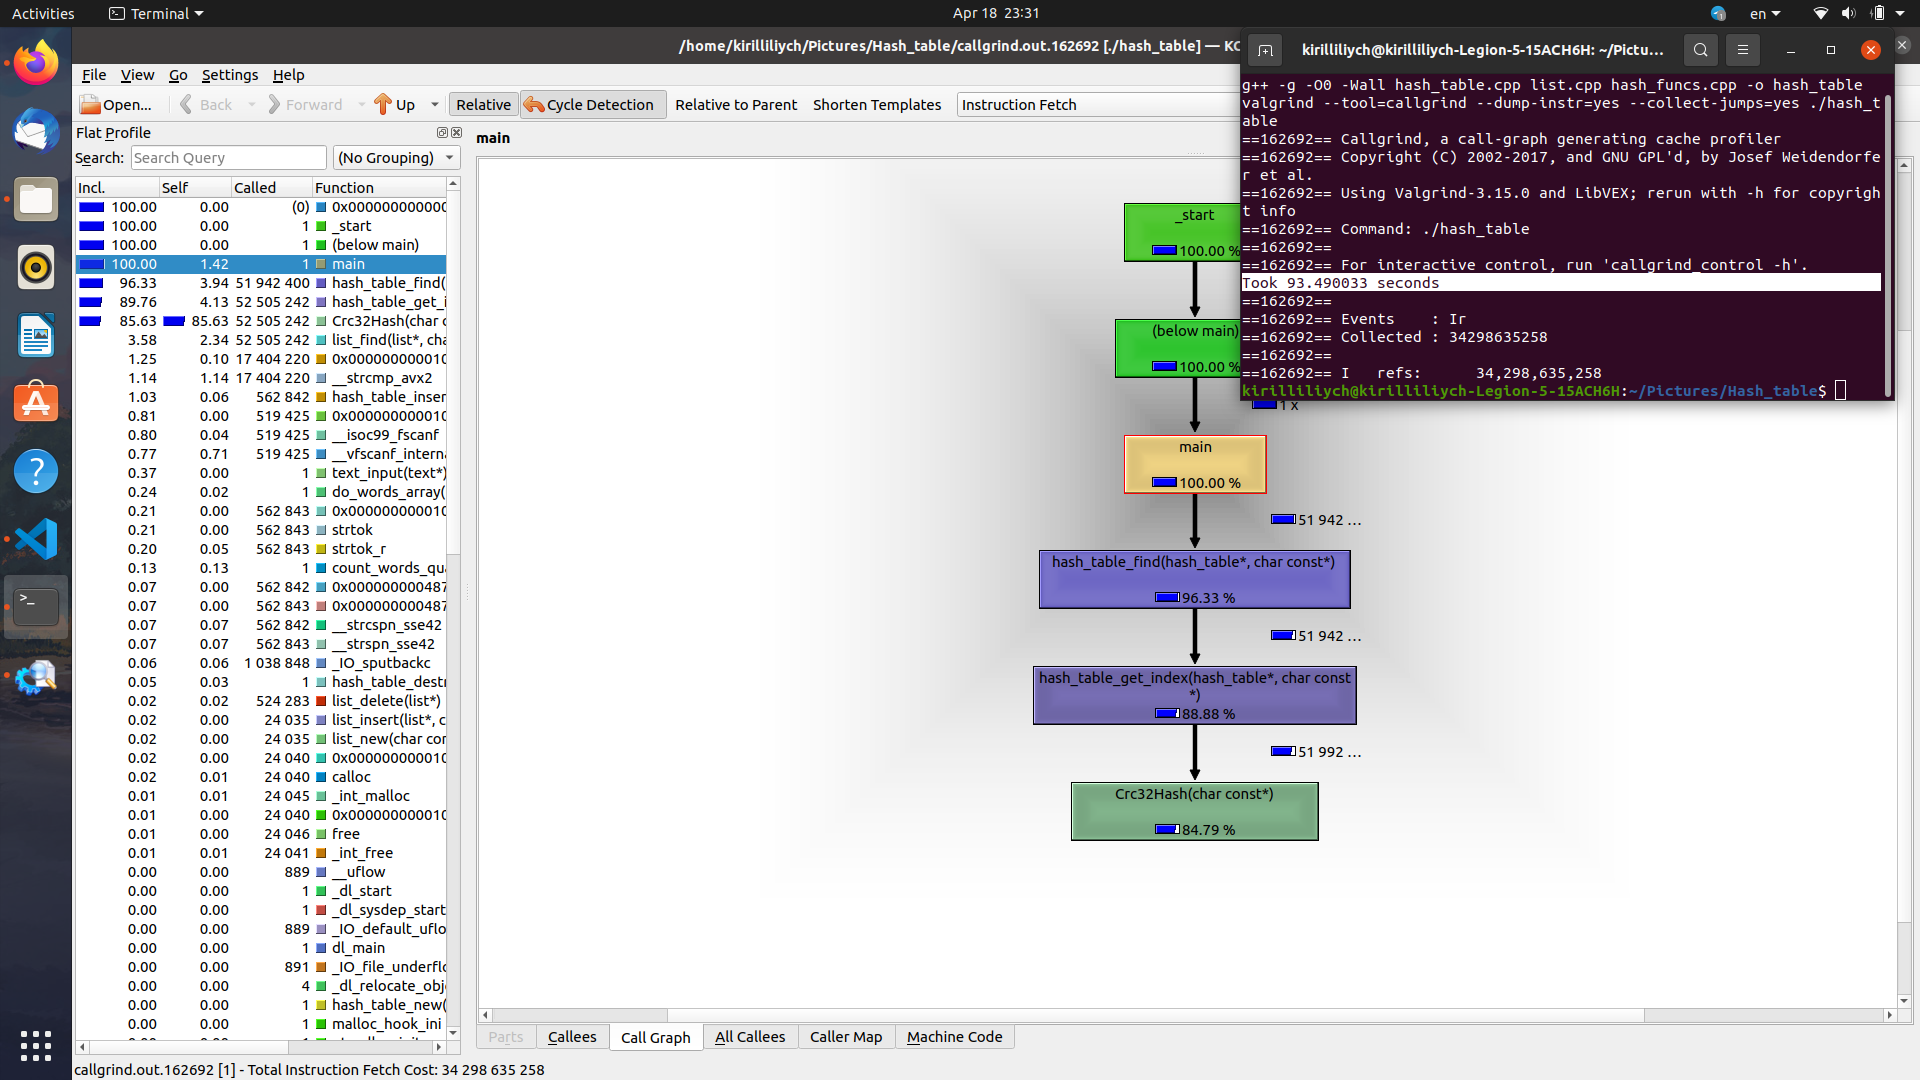 Activities
Terminal
Apr 18 23:31
en
/home/kirilliliych/Pictures/Hash_table/callgrind.out.162692 [./hash_table] — KC
File View Go Settings Help
Open...
Back
Forward
Up
Relative
Cycle Detection
Relative to Parent
Shorten Templates
Instruction Fetch
Flat Profile
Search:
Search Query
(No Grouping)
Incl. Self Called Function
100.00 0.00 (0) 0x000000000000
100.00 0.00 1 _start
100.00 0.00 1 (below main)
100.00 1.42 1 main
96.33 3.94 51 942 400 hash_table_find(
89.76 4.13 52 505 242 hash_table_get_i
85.63 85.63 52 505 242 Crc32Hash(char c
3.58 2.34 52 505 242 list_find(list*, cha
1.25 0.10 17 404 220 0x000000000010
1.14 1.14 17 404 220 __strcmp_avx2
1.03 0.06 562 842 hash_table_inser
0.81 0.00 519 425 0x000000000010
0.80 0.04 519 425 __isoc99_fscanf
0.77 0.71 519 425 __vfscanf_interna
0.37 0.00 1 text_input(text*)
0.24 0.02 1 do_words_array(
0.21 0.00 562 843 0x000000000010
0.21 0.00 562 843 strtok
0.20 0.05 562 843 strtok_r
0.13 0.13 1 count_words_qua
0.07 0.00 562 842 0x000000000487
0.07 0.00 562 843 0x000000000487
0.07 0.07 562 842 __strcspn_sse42
0.07 0.07 562 843 __strspn_sse42
0.06 0.06 1 038 848 _IO_sputbackc
0.05 0.03 1 hash_table_destr
0.02 0.02 524 283 list_delete(list*)
0.02 0.00 24 035 list_insert(list*, c
0.02 0.00 24 035 list_new(char con
0.02 0.00 24 040 0x000000000010
0.02 0.01 24 040 calloc
0.01 0.01 24 045 _int_malloc
0.01 0.00 24 040 0x000000000010
0.01 0.00 24 046 free
0.01 0.01 24 041 _int_free
0.00 0.00 889 __uflow
0.00 0.00 1 _dl_start
0.00 0.00 1 _dl_sysdep_start
0.00 0.00 889 _IO_default_uflo
0.00 0.00 1 dl_main
0.00 0.00 891 _IO_file_underflo
0.00 0.00 4 _dl_relocate_obj
0.00 0.00 1 hash_table_new(
0.00 0.00 1 malloc_hook_ini
main
_start
100.00 %
(below main)
100.00 %
1 x
main
100.00 %
51 942 ...
hash_table_find(hash_table*, char const*)
96.33 %
51 942 ...
hash_table_get_index(hash_table*, char const
*)
88.88 %
51 992 ...
Crc32Hash(char const*)
84.79 %
kirilliliych@kirilliliych-Legion-5-15ACH6H: ~/Pictu...
g++ -g -O0 -Wall hash_table.cpp list.cpp hash_funcs.cpp -o hash_table
valgrind --tool=callgrind --dump-instr=yes --collect-jumps=yes ./hash_t
able
==162692== Callgrind, a call-graph generating cache profiler
==162692== Copyright (C) 2002-2017, and GNU GPL'd, by Josef Weidendorfe
r et al.
==162692== Using Valgrind-3.15.0 and LibVEX; rerun with -h for copyrigh
t info
==162692== Command: ./hash_table
==162692==
==162692== For interactive control, run 'callgrind_control -h'.
Took 93.490033 seconds
==162692==
==162692== Events : Ir
==162692== Collected : 34298635258
==162692==
==162692== I refs: 34,298,635,258
kirilliliych@kirilliliych-Legion-5-15ACH6H:~/Pictures/Hash_table$
Parts Callees Call Graph All Callees Caller Map Machine Code
callgrind.out.162692 [1] - Total Instruction Fetch Cost: 34 298 635 258